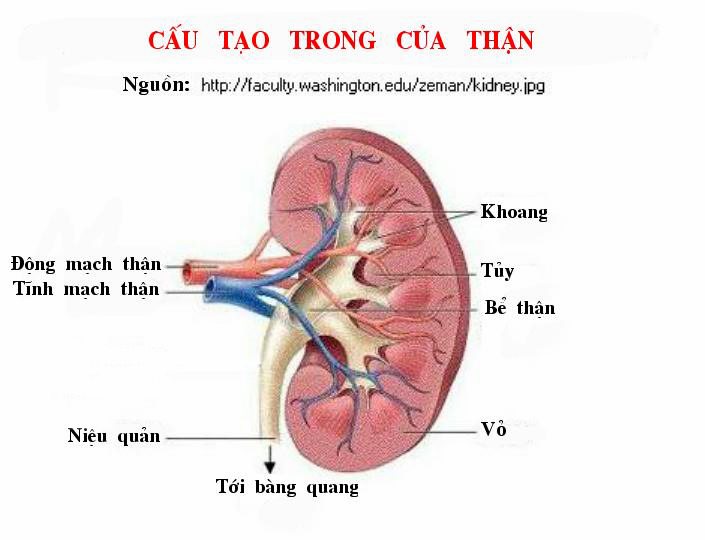 CẤU TẠO TRONG CỦA THẬN
Nguồn: http://faculty.washington.edu/zeman/kidney.jpg
Khoang
Động mạch thận
Tĩnh mạch thận
Tủy
Bể thận
Niệu quản
Vỏ
Tới bàng quang